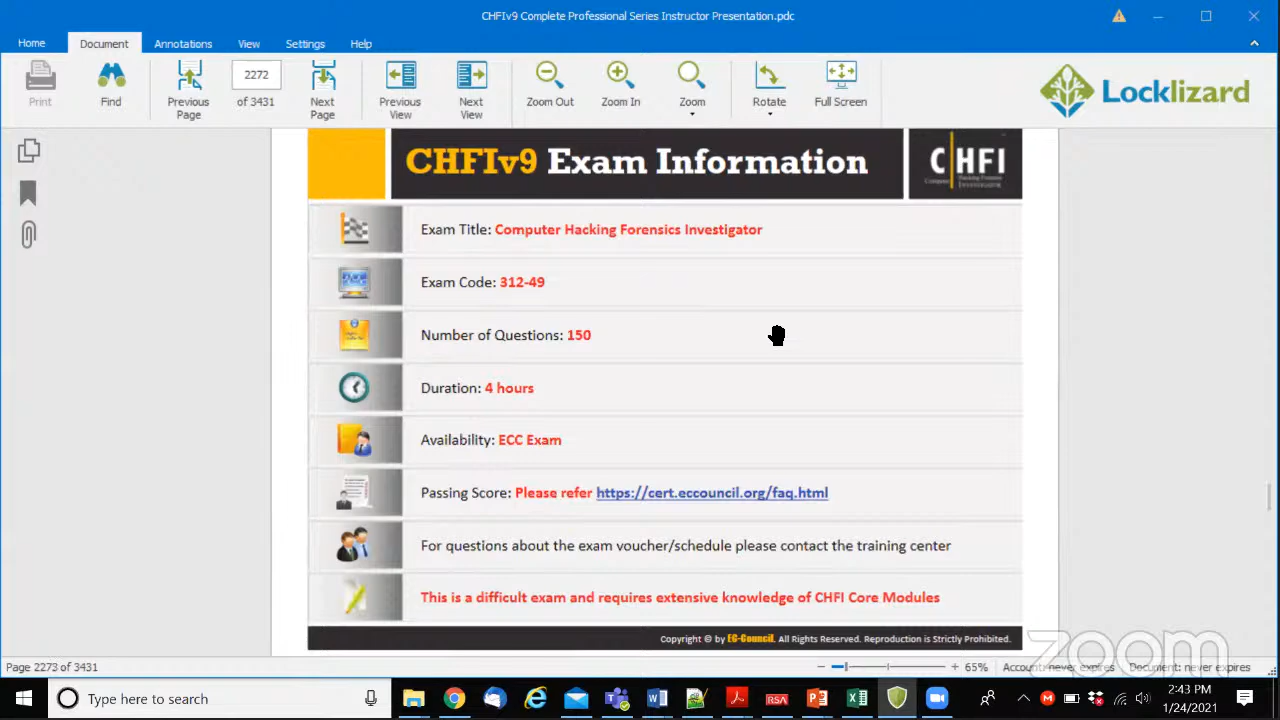 CHFIv9 Complete Professional Series Instructor Presentation.pdc
Home Document Annotations View Settings Help
Print Find Previous Page 2272 of 3431 Next Page Previous View Next View Zoom Out Zoom In Zoom Rotate Full Screen Locklizard
CHFIv9 Exam Information CHFI
Computer Hacking Forensic INVESTIGATOR
Exam Title: Computer Hacking Forensics Investigator
Exam Code: 312-49
Number of Questions: 150
Duration: 4 hours
Availability: ECC Exam
Passing Score: Please refer https://cert.eccouncil.org/faq.html
For questions about the exam voucher/schedule please contact the training center
This is a difficult exam and requires extensive knowledge of CHFI Core Modules
Copyright © by EC-Council. All Rights Reserved. Reproduction is Strictly Prohibited.
zoom
Page 2273 of 3431 65% Account: never expires Document: never expires
Type here to search RSA 2:43 PM
1/24/2021